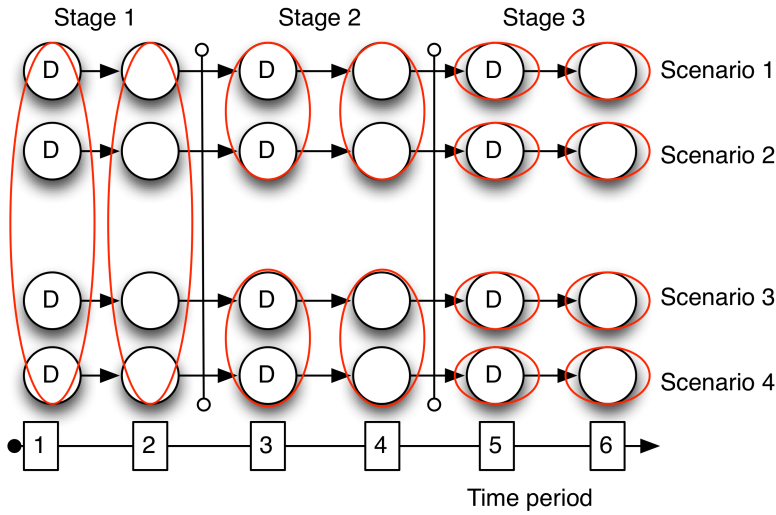 Stage 1 Stage 2 Stage 3
D D D Scenario 1
D D D Scenario 2
D D D Scenario 3
D D D Scenario 4
1 2 3 4 5 6
Time period